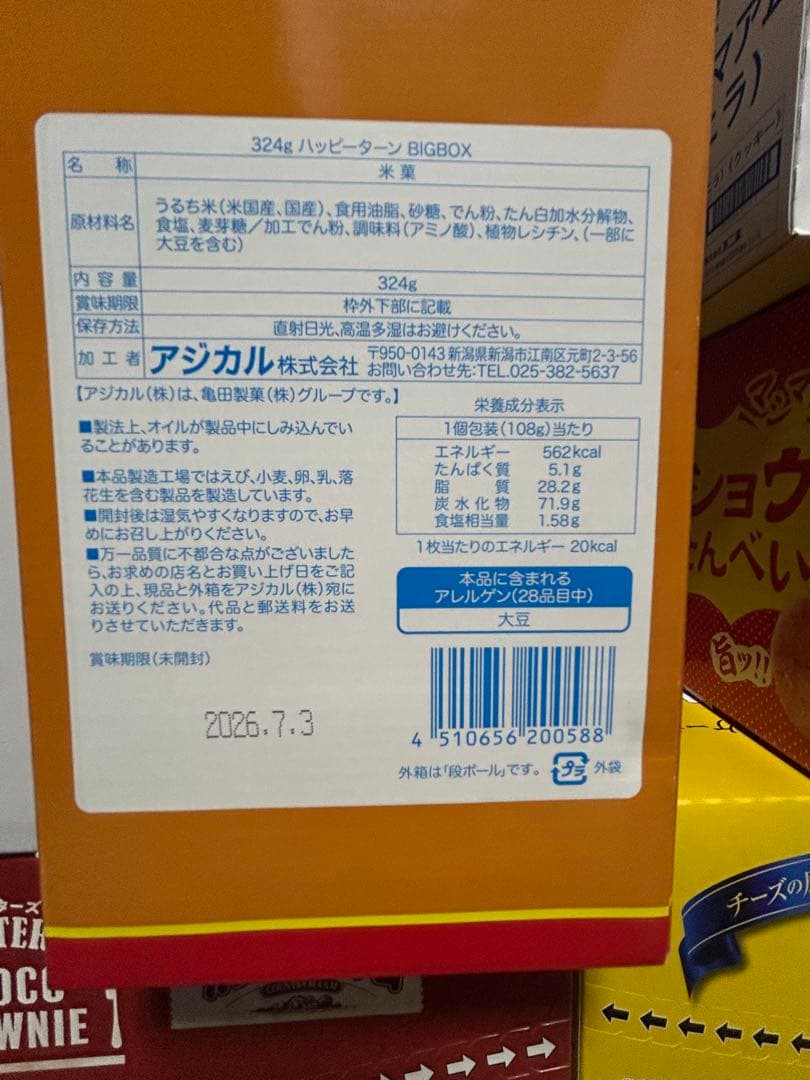 324g ハッピーターン BIGBOX
名称 米菓
原材料名 うるち米(米国産、国産)、食用油脂、砂糖、でん粉、たん白加水分解物、
食塩、麦芽糖／加工でん粉、調味料(アミノ酸)、植物レシチン、(一部に
大豆を含む)
内容量 324g
賞味期限 枠外下部に記載
保存方法 直射日光、高温多湿はお避けください。
加工者 アジカル株式会社 〒950-0143 新潟県新潟市江南区元町2-3-56
お問い合わせ先:TEL.025-382-5637
【アジカル(株)は、亀田製菓(株)グループです。】
■製法上、オイルが製品中にしみ込んでい
ることがあります。
■本品製造工場ではえび、小麦、卵、乳、落
花生を含む製品を製造しています。
■開封後は湿気やすくなりますので、お早
めにお召し上がりください。
■万一品質に不都合な点がございました
ら、お求めの店名とお買い上げ日をご記
入の上、現品と外箱をアジカル(株)宛に
お送りください。代品と郵送料をお送
りさせていただきます。
賞味期限(未開封)
2026.7.3
栄養成分表示
1個包装(108g)当たり
エネルギー 562kcal
たんぱく質 5.1g
脂質 28.2g
炭水化物 71.9g
食塩相当量 1.58g
1枚当たりのエネルギー 20kcal
本品に含まれる
アレルゲン(28品目中)
大豆
4 510656 200588
外箱は「段ボール」です。 プラ 外袋
ラ)(クッキー)
ショウ
んべい
旨ッ!!
チーズの
ターズ
TER
OCO
WNIE
COUNTRY MA'AM